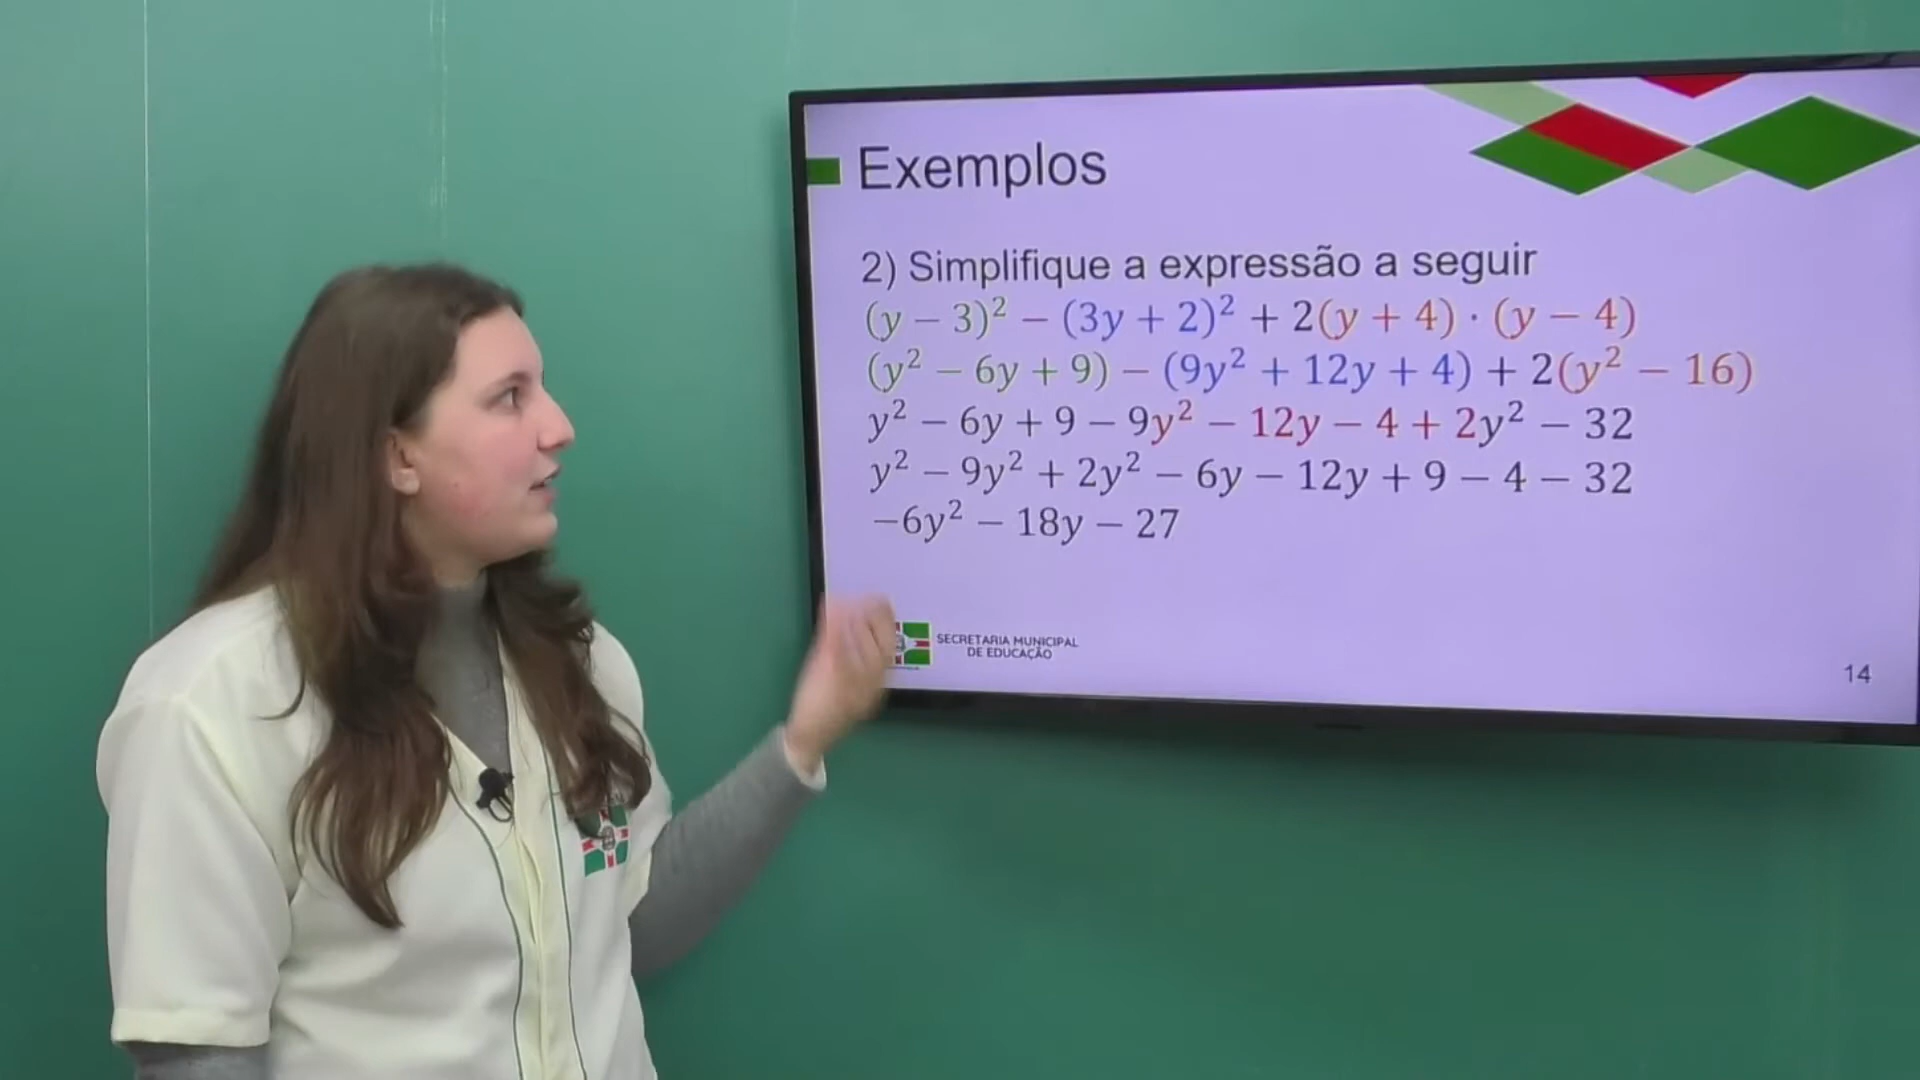 Exemplos
2) Simplifique a expressão a seguir
(y − 3)² − (3y + 2)² + 2(y + 4) · (y − 4)
(y² − 6y + 9) − (9y² + 12y + 4) + 2(y² − 16)
y² − 6y + 9 − 9y² − 12y − 4 + 2y² − 32
y² − 9y² + 2y² − 6y − 12y + 9 − 4 − 32
−6y² − 18y − 27
SECRETARIA MUNICIPAL
DE EDUCAÇÃO
14